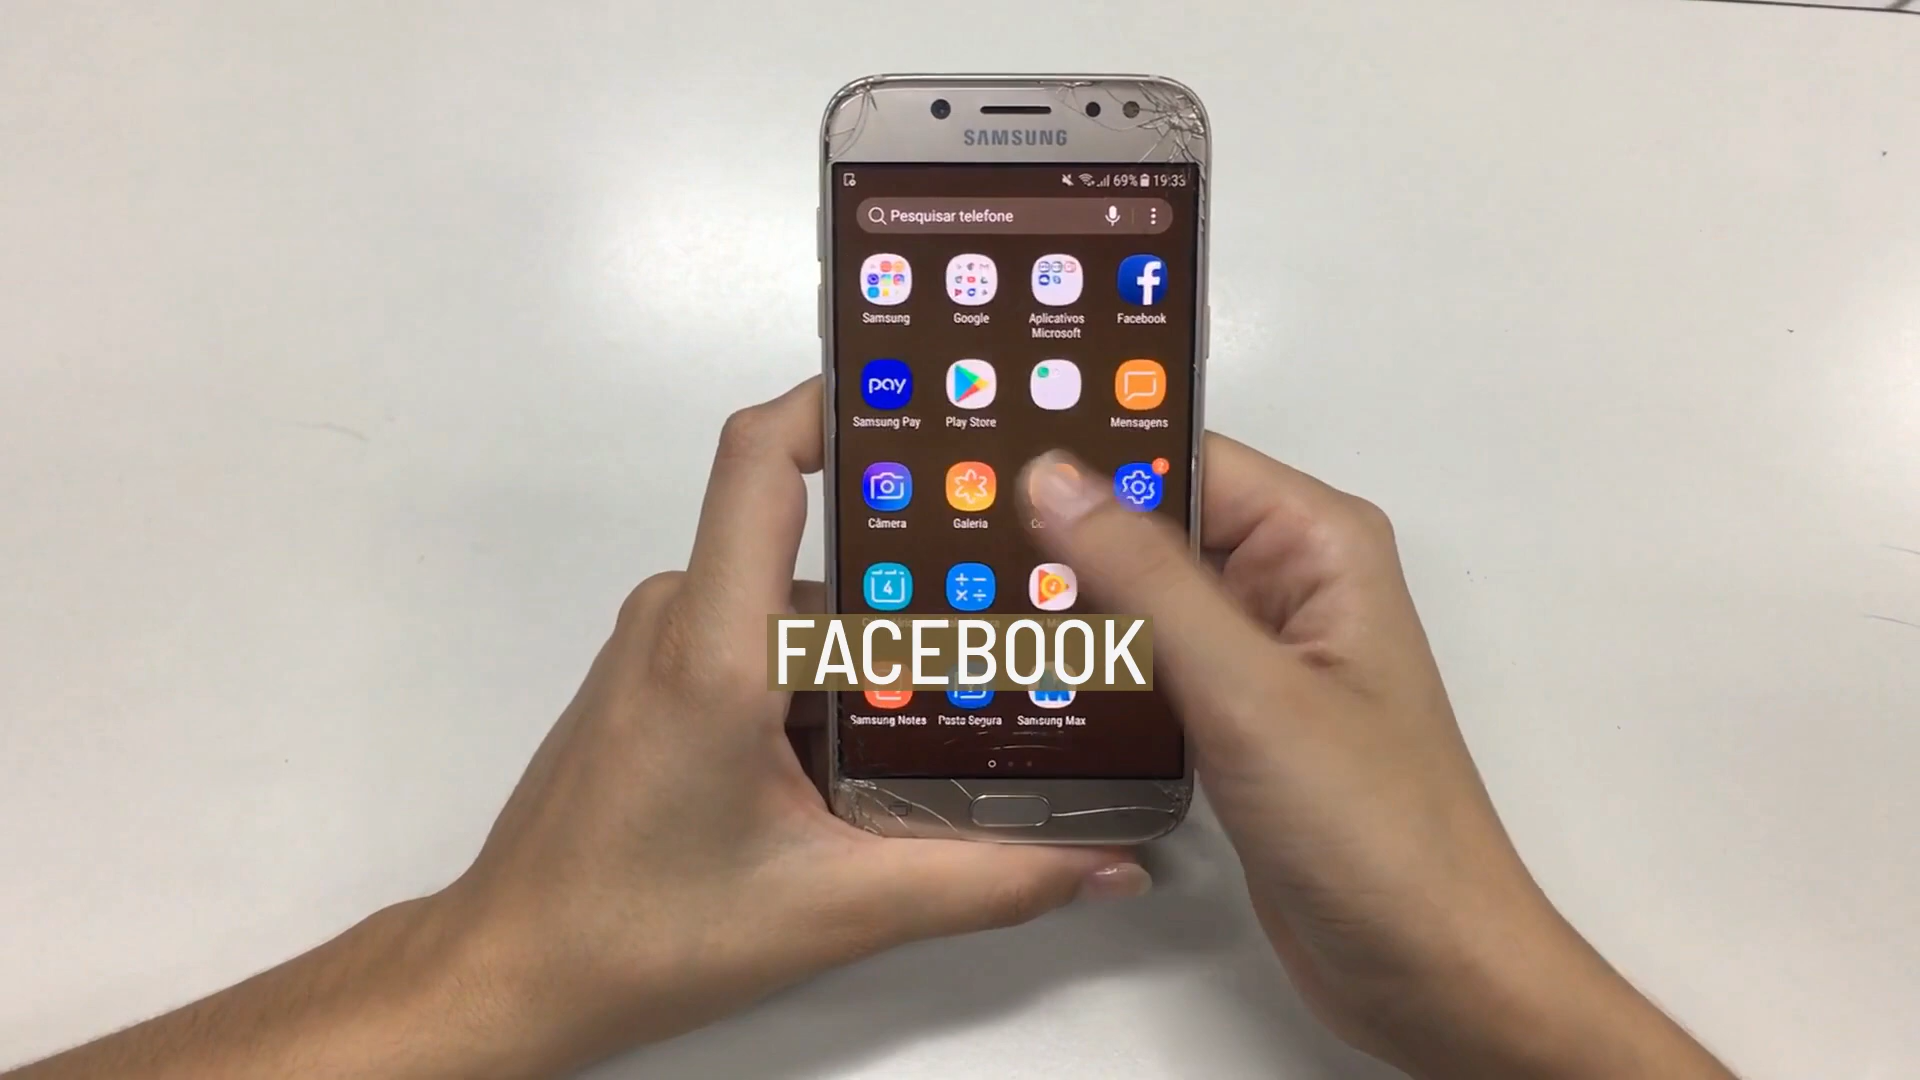 SAMSUNG
69% 19:33
Pesquisar telefone
Samsung
Google
Aplicativos
Microsoft
Facebook
pay
Samsung Pay
Play Store
Mensagens
2
Câmera
Galeria
4
FACEBOOK
Samsung Notes
Pasta Segura
Samsung Max